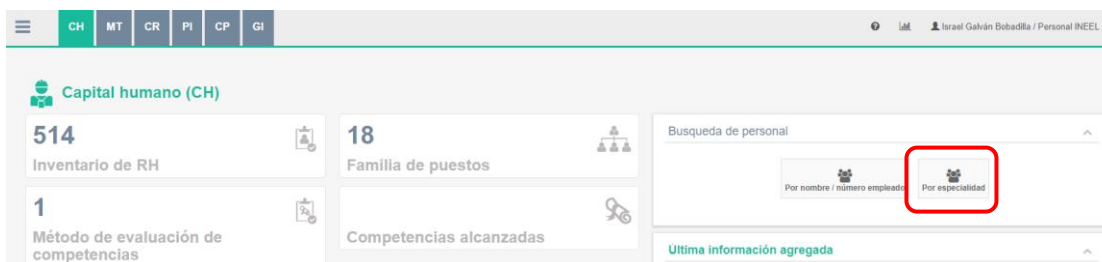 CH MT CR PI CP GI
Israel Galván Bobadilla / Personal INEEL
Capital humano (CH)
514
Inventario de RH
18
Familia de puestos
1
Método de evaluación de
competencias
Competencias alcanzadas
Busqueda de personal
Por nombre / número empleado
Por especialidad
Última información agregada